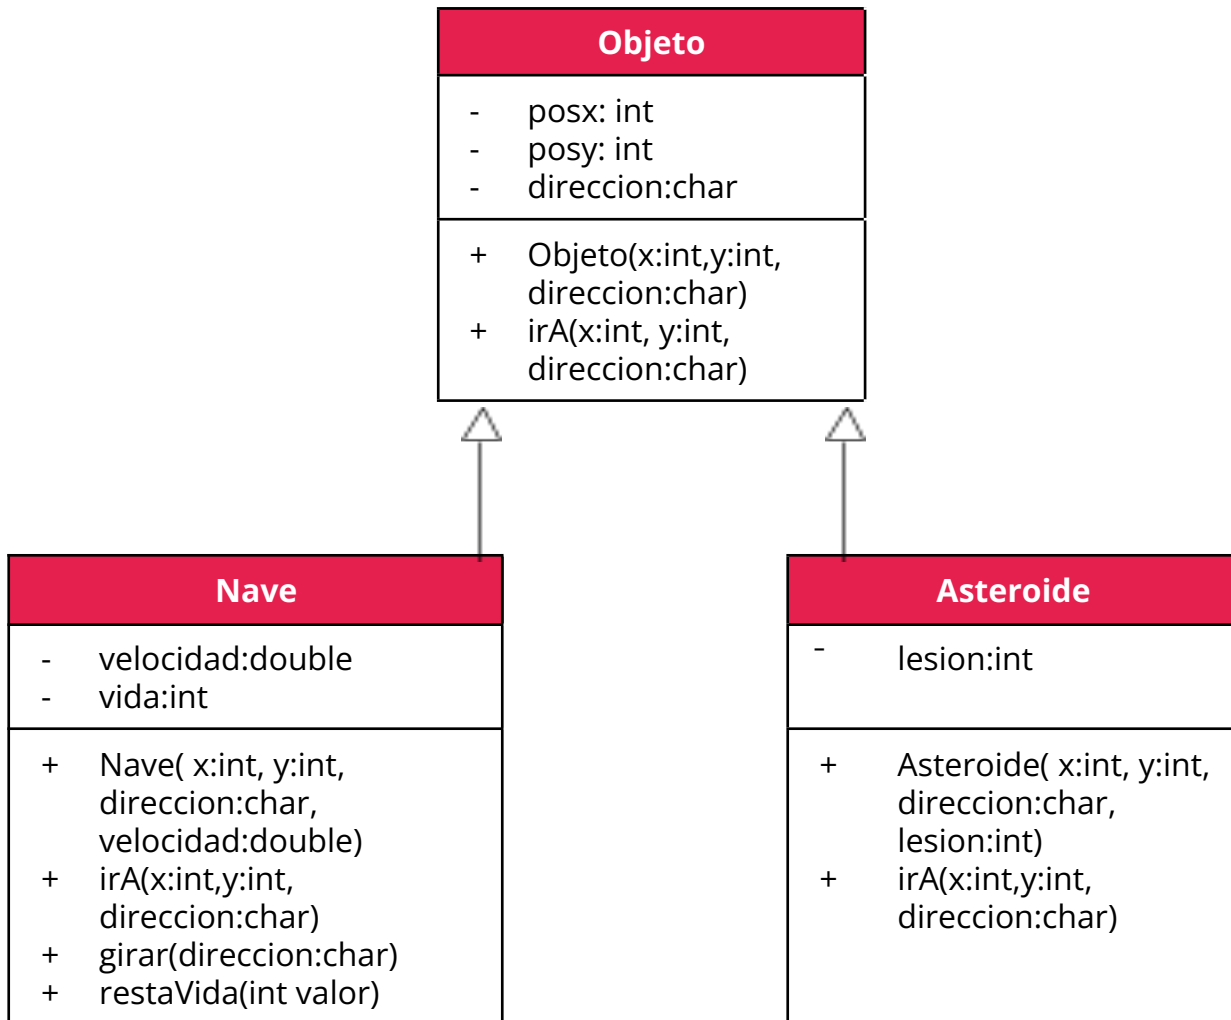 Objeto
- posx: int
- posy: int
- direccion:char
+ Objeto(x:int,y:int,
direccion:char)
+ irA(x:int, y:int,
direccion:char)
Nave
- velocidad:double
- vida:int
+ Nave( x:int, y:int,
direccion:char,
velocidad:double)
+ irA(x:int,y:int,
direccion:char)
+ girar(direccion:char)
+ restaVida(int valor)
Asteroide
- lesion:int
+ Asteroide( x:int, y:int,
direccion:char,
lesion:int)
+ irA(x:int,y:int,
direccion:char)